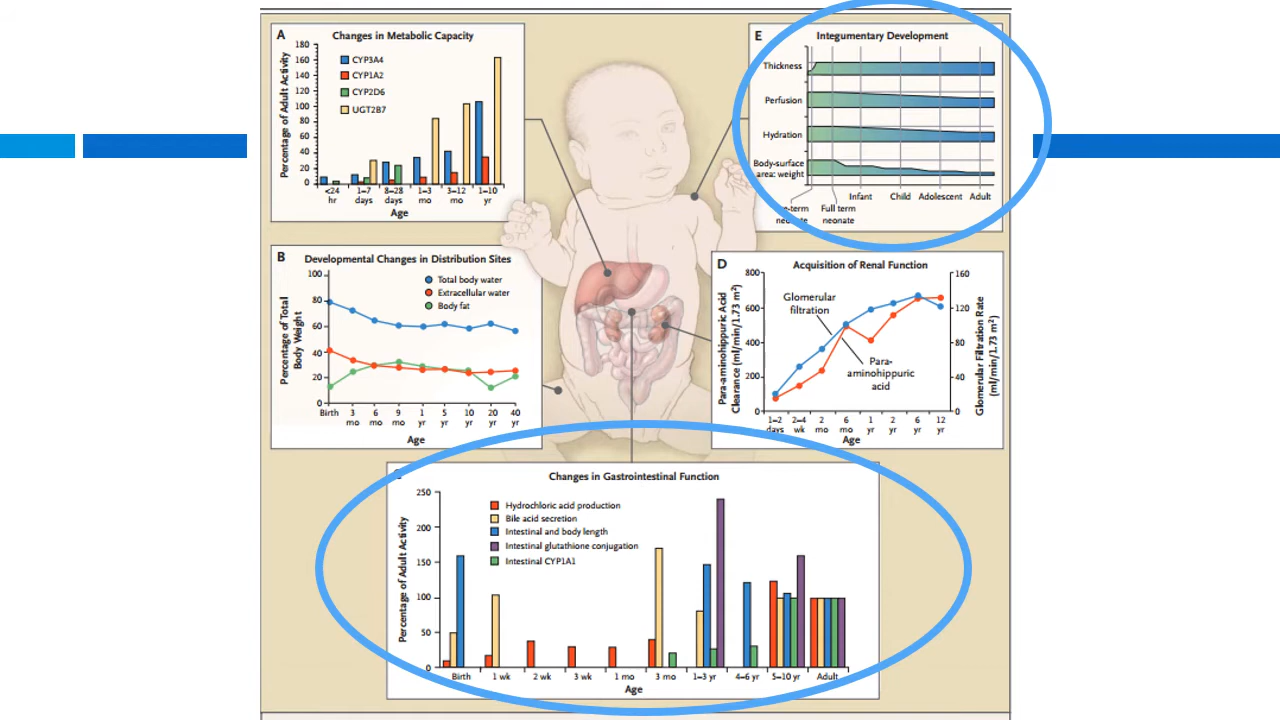 A
Changes in Metabolic Capacity
Percentage of Adult Activity
180
160
140
120
100
80
60
40
20
0
CYP3A4
CYP1A2
CYP2D6
UGT2B7
<24 hr
1–7 days
8–28 days
1–3 mo
3–12 mo
1–10 yr
Age
E
Integumentary Development
Thickness
Perfusion
Hydration
Body-surface
area: weight
Infant
Child
Adolescent
Adult
Full term
neonate
B
Developmental Changes in Distribution Sites
Percentage of Total
Body Weight
100
80
60
40
20
0
Total body water
Extracellular water
Body fat
Birth
3 mo
6 mo
9 mo
1 yr
5 yr
10 yr
20 yr
40 yr
Age
D
Acquisition of Renal Function
Para-aminohippuric Acid
Clearance (ml/min/1.73 m²)
800
600
400
200
0
Glomerular
filtration
Para-
aminohippuric
acid
160
120
80
40
0
Glomerular Filtration Rate
(ml/min/1.73 m²)
1–2 days
2–4 wk
2 mo
6 mo
1 yr
2 yr
6 yr
12 yr
Age
Changes in Gastrointestinal Function
Percentage of Adult Activity
250
200
150
100
50
0
Hydrochloric acid production
Bile acid secretion
Intestinal and body length
Intestinal glutathione conjugation
Intestinal CYP1A1
Birth
1 wk
2 wk
3 wk
1 mo
3 mo
1–3 yr
4–6 yr
5–10 yr
Adult
Age